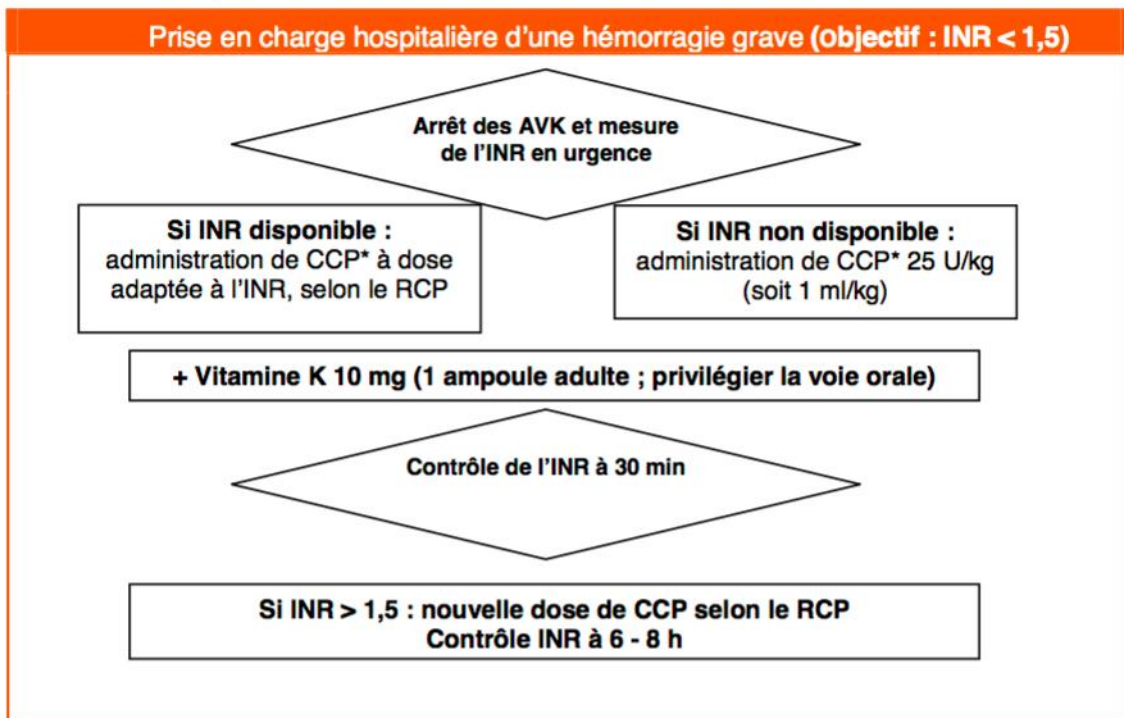 Prise en charge hospitalière d'une hémorragie grave (Objectif : INR < 1,5)
Arrêt des AVK et mesure
de l'INR en urgence
Si INR disponible :
administration de CCP* à dose
adaptée à l'INR, selon le RCP
Si INR non disponible :
administration de CCP* 25 U/kg
(soit 1 ml/kg)
+ Vitamine K 10 mg (1 ampoule adulte ; privilégier la voie orale)
Contrôle de l'INR à 30 min
Si INR > 1,5 : nouvelle dose de CCP selon le RCP
Contrôle INR à 6 - 8 h